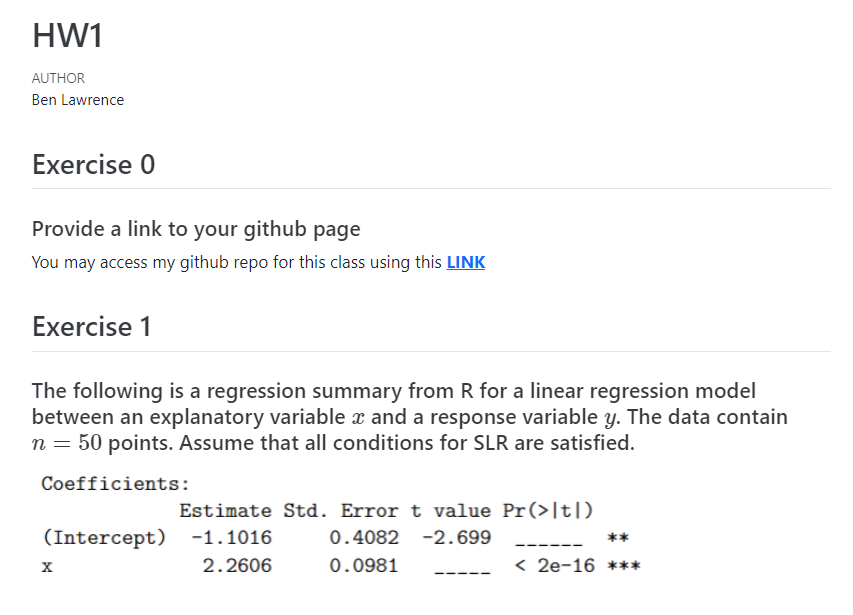 HW1
AUTHOR
Ben Lawrence
Exercise 0
Provide a link to your github page
You may access my github repo for this class using this LINK
Exercise 1
The following is a regression summary from R for a linear regression model
between an explanatory variable x and a response variable y. The data contain
n = 50 points. Assume that all conditions for SLR are satisfied.
Coefficients:
Estimate Std. Error t value Pr(>|t|)
(Intercept) -1.1016 0.4082 -2.699 ______ **
x 2.2606 0.0981 _____ < 2e-16 ***